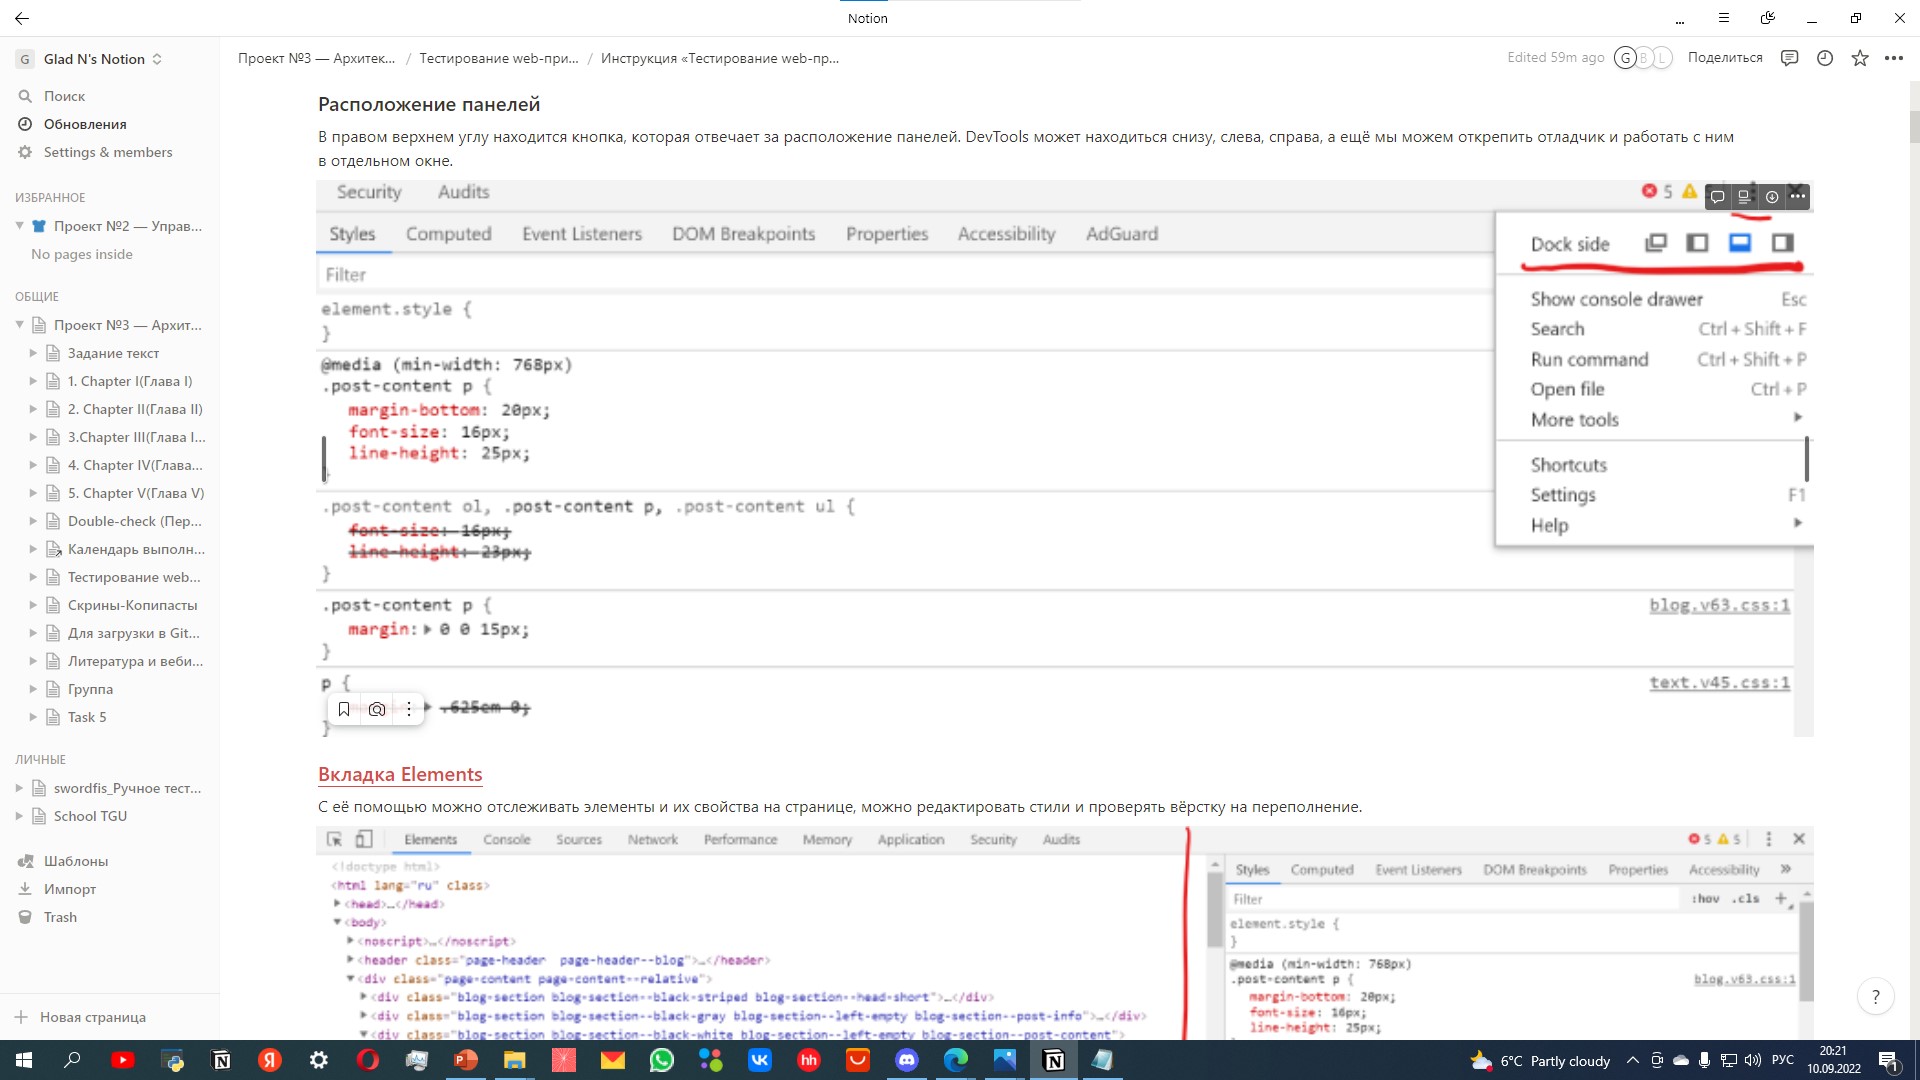 Notion
G Glad N's Notion
Проект №3 — Архитек... / Тестирование web-при... / Инструкция «Тестирование web-пр...
Edited 59m ago G B L Поделиться
Поиск
Обновления
Settings & members
ИЗБРАННОЕ
Проект №2 — Управ...
No pages inside
ОБЩИЕ
Проект №3 — Архит...
Задание текст
1. Chapter I(Глава I)
2. Chapter II(Глава II)
3.Chapter III(Глава I...
4. Chapter IV(Глава...
5. Chapter V(Глава V)
Double-check (Пер...
Календарь выполн...
Тестирование web...
Скрины-Копипасты
Для загрузки в Git...
Литература и веби...
Группа
Task 5
ЛИЧНЫЕ
swordfis_Ручное тест...
School TGU
Шаблоны
Импорт
Trash
Новая страница
Расположение панелей
В правом верхнем углу находится кнопка, которая отвечает за расположение панелей. DevTools может находиться снизу, слева, справа, а ещё мы можем открепить отладчик и работать с ним
в отдельном окне.
Security Audits 5
Styles Computed Event Listeners DOM Breakpoints Properties Accessibility AdGuard
Filter
element.style {
}
@media (min-width: 768px)
.post-content p {
margin-bottom: 20px;
font-size: 16px;
line-height: 25px;
}
.post-content ol, .post-content p, .post-content ul {
font-size: 16px;
line-height: 23px;
}
.post-content p { blog.v63.css:1
margin: 0 0 15px;
}
p { text.v45.css:1
.625em 0;
}
Dock side
Show console drawer Esc
Search Ctrl + Shift + F
Run command Ctrl + Shift + P
Open file Ctrl + P
More tools
Shortcuts
Settings F1
Help
Вкладка Elements
С её помощью можно отслеживать элементы и их свойства на странице, можно редактировать стили и проверять вёрстку на переполнение.
Elements Console Sources Network Performance Memory Application Security Audits 5 5
<!doctype html>
<html lang="ru" class>
<head>…</head>
<body>
<noscript>…</noscript>
<header class="page-header page-header--blog">…</header>
<div class="page-content page-content--relative">
<div class="blog-section blog-section--black-striped blog-section--head-short">…</div>
<div class="blog-section blog-section--black-gray blog-section--left-empty blog-section--post-info">…</div>
<div class="blog-section blog-section--black-white blog-section--left-empty blog-section--post-content">
Styles Computed Event Listeners DOM Breakpoints Properties Accessibility »
Filter :hov .cls +
element.style {
}
@media (min-width: 768px)
.post-content p { blog.v63.css:1
margin-bottom: 20px;
font-size: 16px;
line-height: 25px;
?
6°C Partly cloudy РУС 20:21
10.09.2022
1